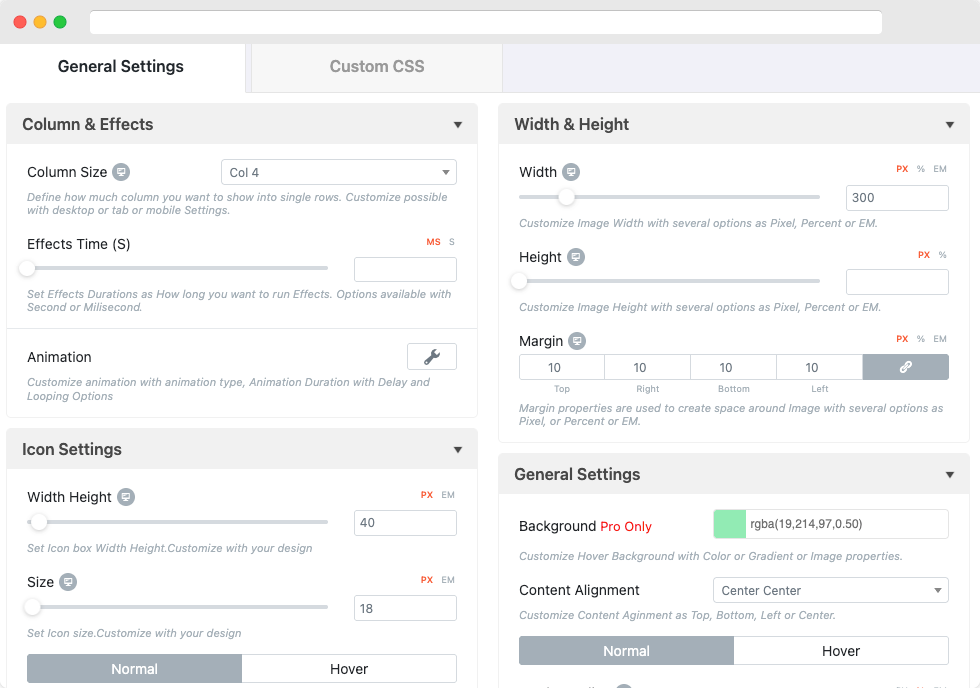 General Settings
Custom CSS
Column & Effects
Column Size
Col 4
Define how much column you want to show into single rows. Customize possible
with desktop or tab or mobile Settings.
Effects Time (S)
MS S
Set Effects Durations as How long you want to run Effects. Options available with
Second or Milisecond.
Animation
Customize animation with animation type, Animation Duration with Delay and
Looping Options
Icon Settings
Width Height
PX EM
40
Set Icon box Width Height.Customize with your design
Size
PX EM
18
Set Icon size.Customize with your design
Normal
Hover
Width & Height
Width
PX % EM
300
Customize Image Width with several options as Pixel, Percent or EM.
Height
PX %
Customize Image Height with several options as Pixel, Percent or EM.
Margin
PX % EM
10 10 10 10
Top Right Bottom Left
Margin properties are used to create space around Image with several options as
Pixel, or Percent or EM.
General Settings
Background Pro Only
rgba(19,214,97,0.50)
Customize Hover Background with Color or Gradient or Image properties.
Content Alignment
Center Center
Customize Content Aginment as Top, Bottom, Left or Center.
Normal
Hover